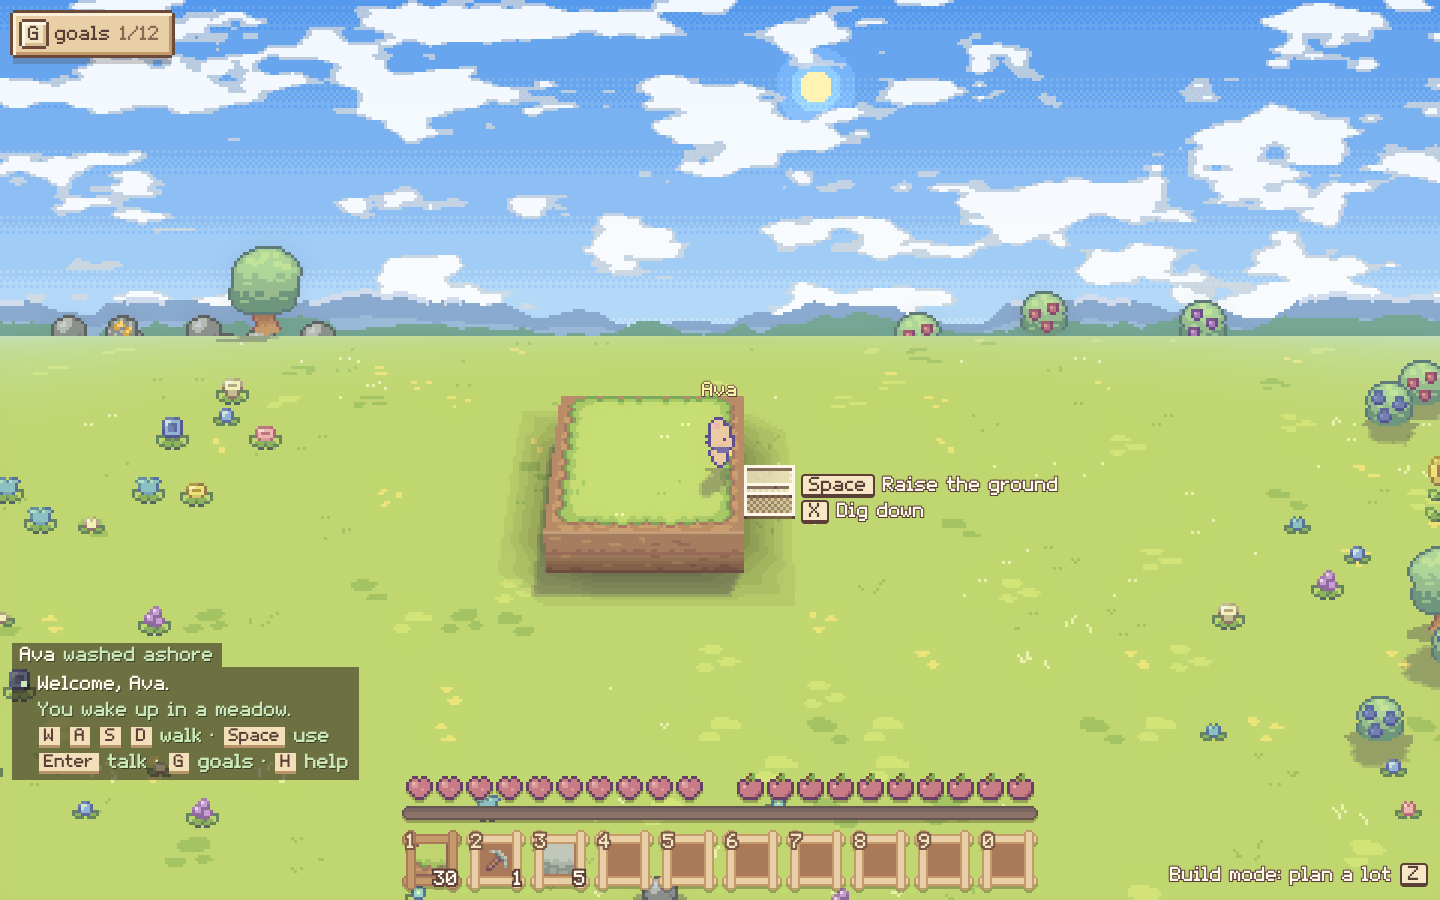 G goals 1/12
Ava
Space Raise the ground
X Dig down
Ava washed ashore
Welcome, Ava.
You wake up in a meadow.
W A S D walk · Space use
Enter talk · G goals · H help
1 2 3 4 5 6 7 8 9 0
30 1 5
Build mode: plan a lot Z